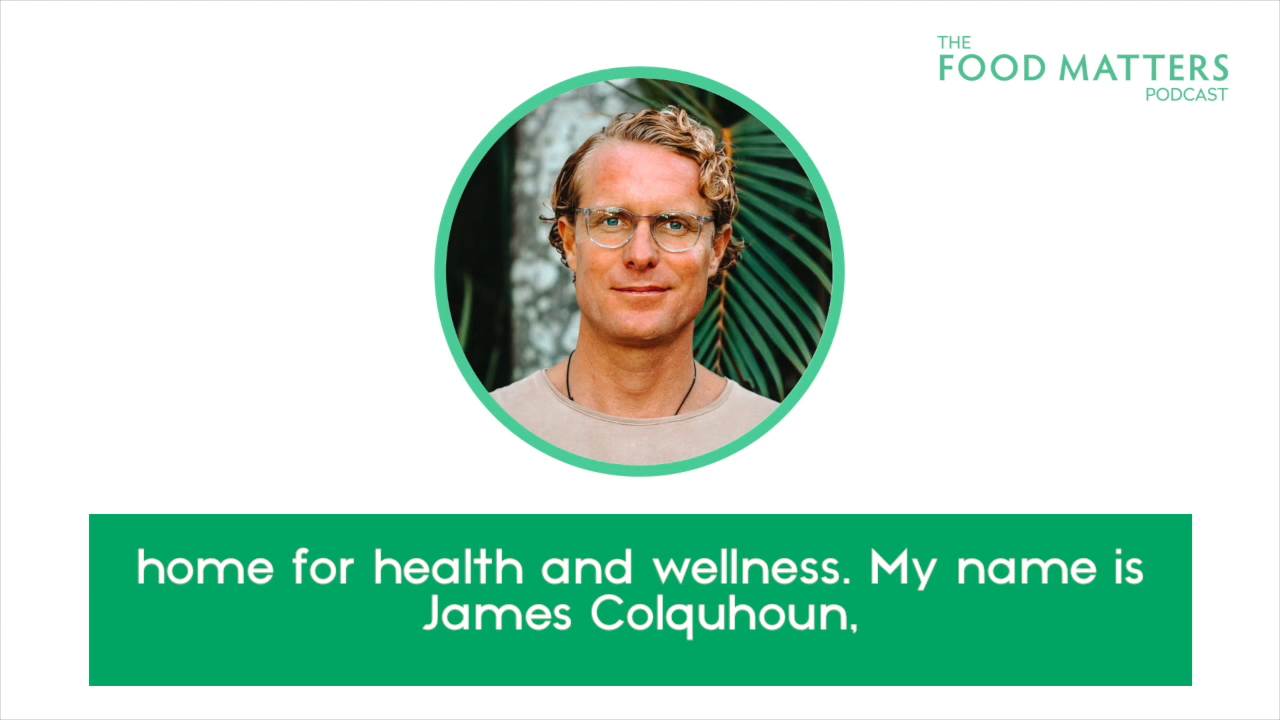 THE
FOOD MATTERS
PODCAST
home for health and wellness. My name is
James Colquhoun,